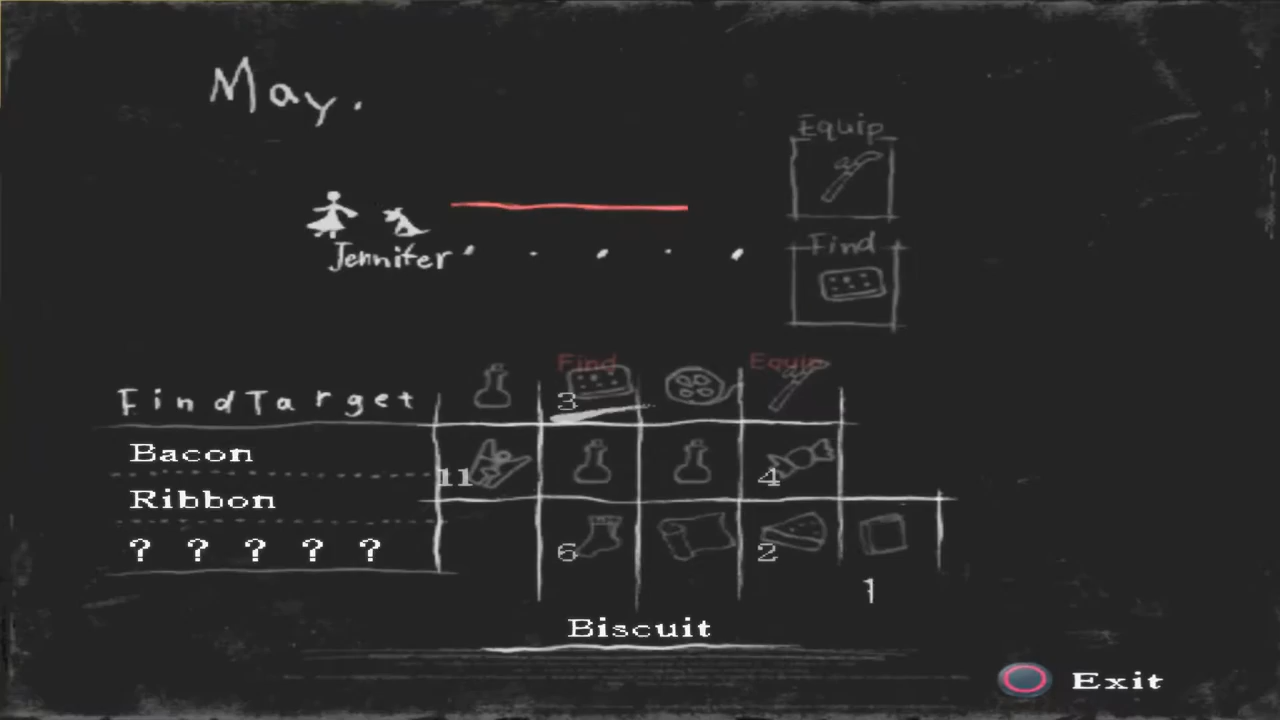 May.
Equip
Jennifer
Find
Find
Equip
FindTarget
3
Bacon
11
4
Ribbon
? ? ? ? ?
6
2
1
Biscuit
Exit